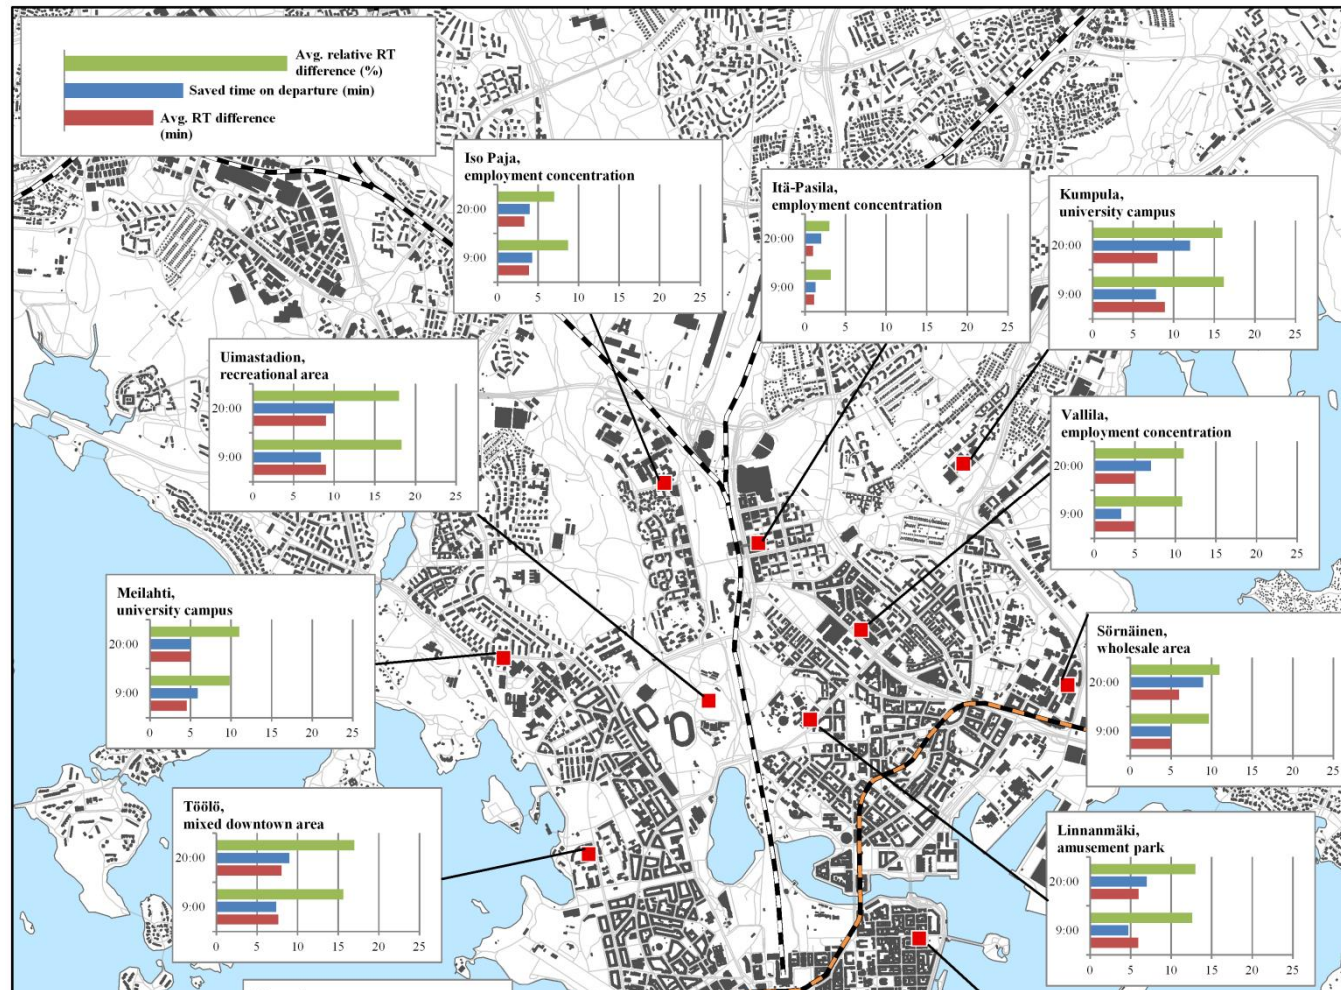 Avg. relative RT
difference (%)
Saved time on departure (min)
Avg. RT difference
(min)
Iso Paja,
employment concentration
20:00
9:00
0 5 10 15 20 25
Itä-Pasila,
employment concentration
20:00
9:00
0 5 10 15 20 25
Kumpula,
university campus
20:00
9:00
0 5 10 15 20 25
Uimastadion,
recreational area
20:00
9:00
0 5 10 15 20 25
Vallila,
employment concentration
20:00
9:00
0 5 10 15 20 25
Meilahti,
university campus
20:00
9:00
0 5 10 15 20 25
Sörnäinen,
wholesale area
20:00
9:00
0 5 10 15 20 25
Töölö,
mixed downtown area
20:00
9:00
0 5 10 15 20 25
Linnanmäki,
amusement park
20:00
9:00
0 5 10 15 20 25